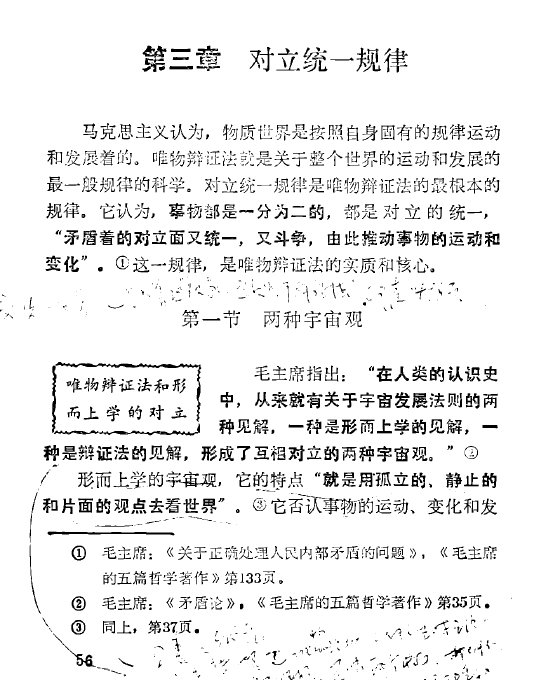 第三章　对立统一规律
马克思主义认为，物质世界是按照自身固有的规律运动
和发展着的。唯物辩证法就是关于整个世界的运动和发展的
最一般规律的科学。对立统一规律是唯物辩证法的最根本的
规律。它认为，事物都是一分为二的，都是对立的统一，
“矛盾着的对立面又统一，又斗争，由此推动事物的运动和
变化”。①这一规律，是唯物辩证法的实质和核心。
第一节　两种宇宙观
唯物辩证法和形
而上学的对立
毛主席指出：“在人类的认识史
中，从来就有关于宇宙发展法则的两
种见解，一种是形而上学的见解，一
种是辩证法的见解，形成了互相对立的两种宇宙观。”②
形而上学的宇宙观，它的特点“就是用孤立的、静止的
和片面的观点去看世界”。③它否认事物的运动、变化和发
①　毛主席：《关于正确处理人民内部矛盾的问题》，《毛主席
的五篇哲学著作》第133页。
②　毛主席：《矛盾论》，《毛主席的五篇哲学著作》第35页。
③　同上，第37页。
56